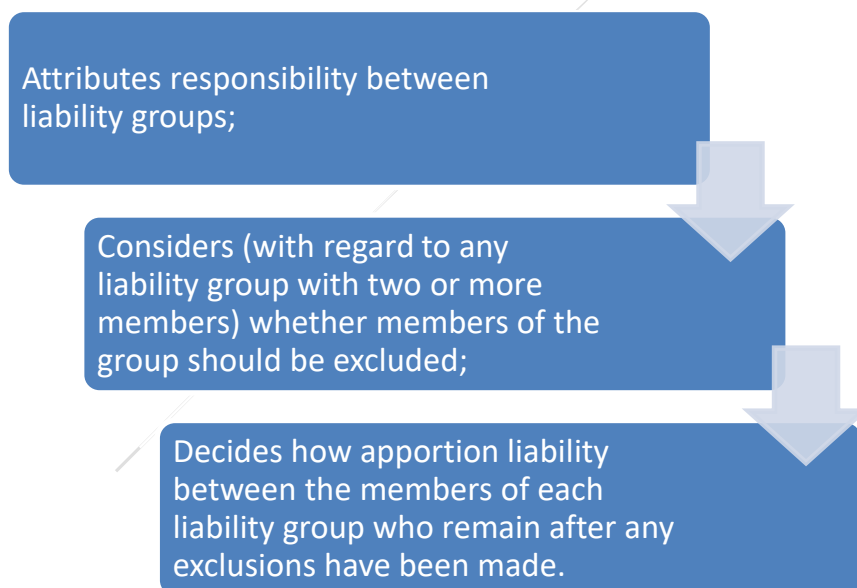 Attributes responsibility between
liability groups;
Considers (with regard to any
liability group with two or more
members) whether members of the
group should be excluded;
Decides how apportion liability
between the members of each
liability group who remain after any
exclusions have been made.